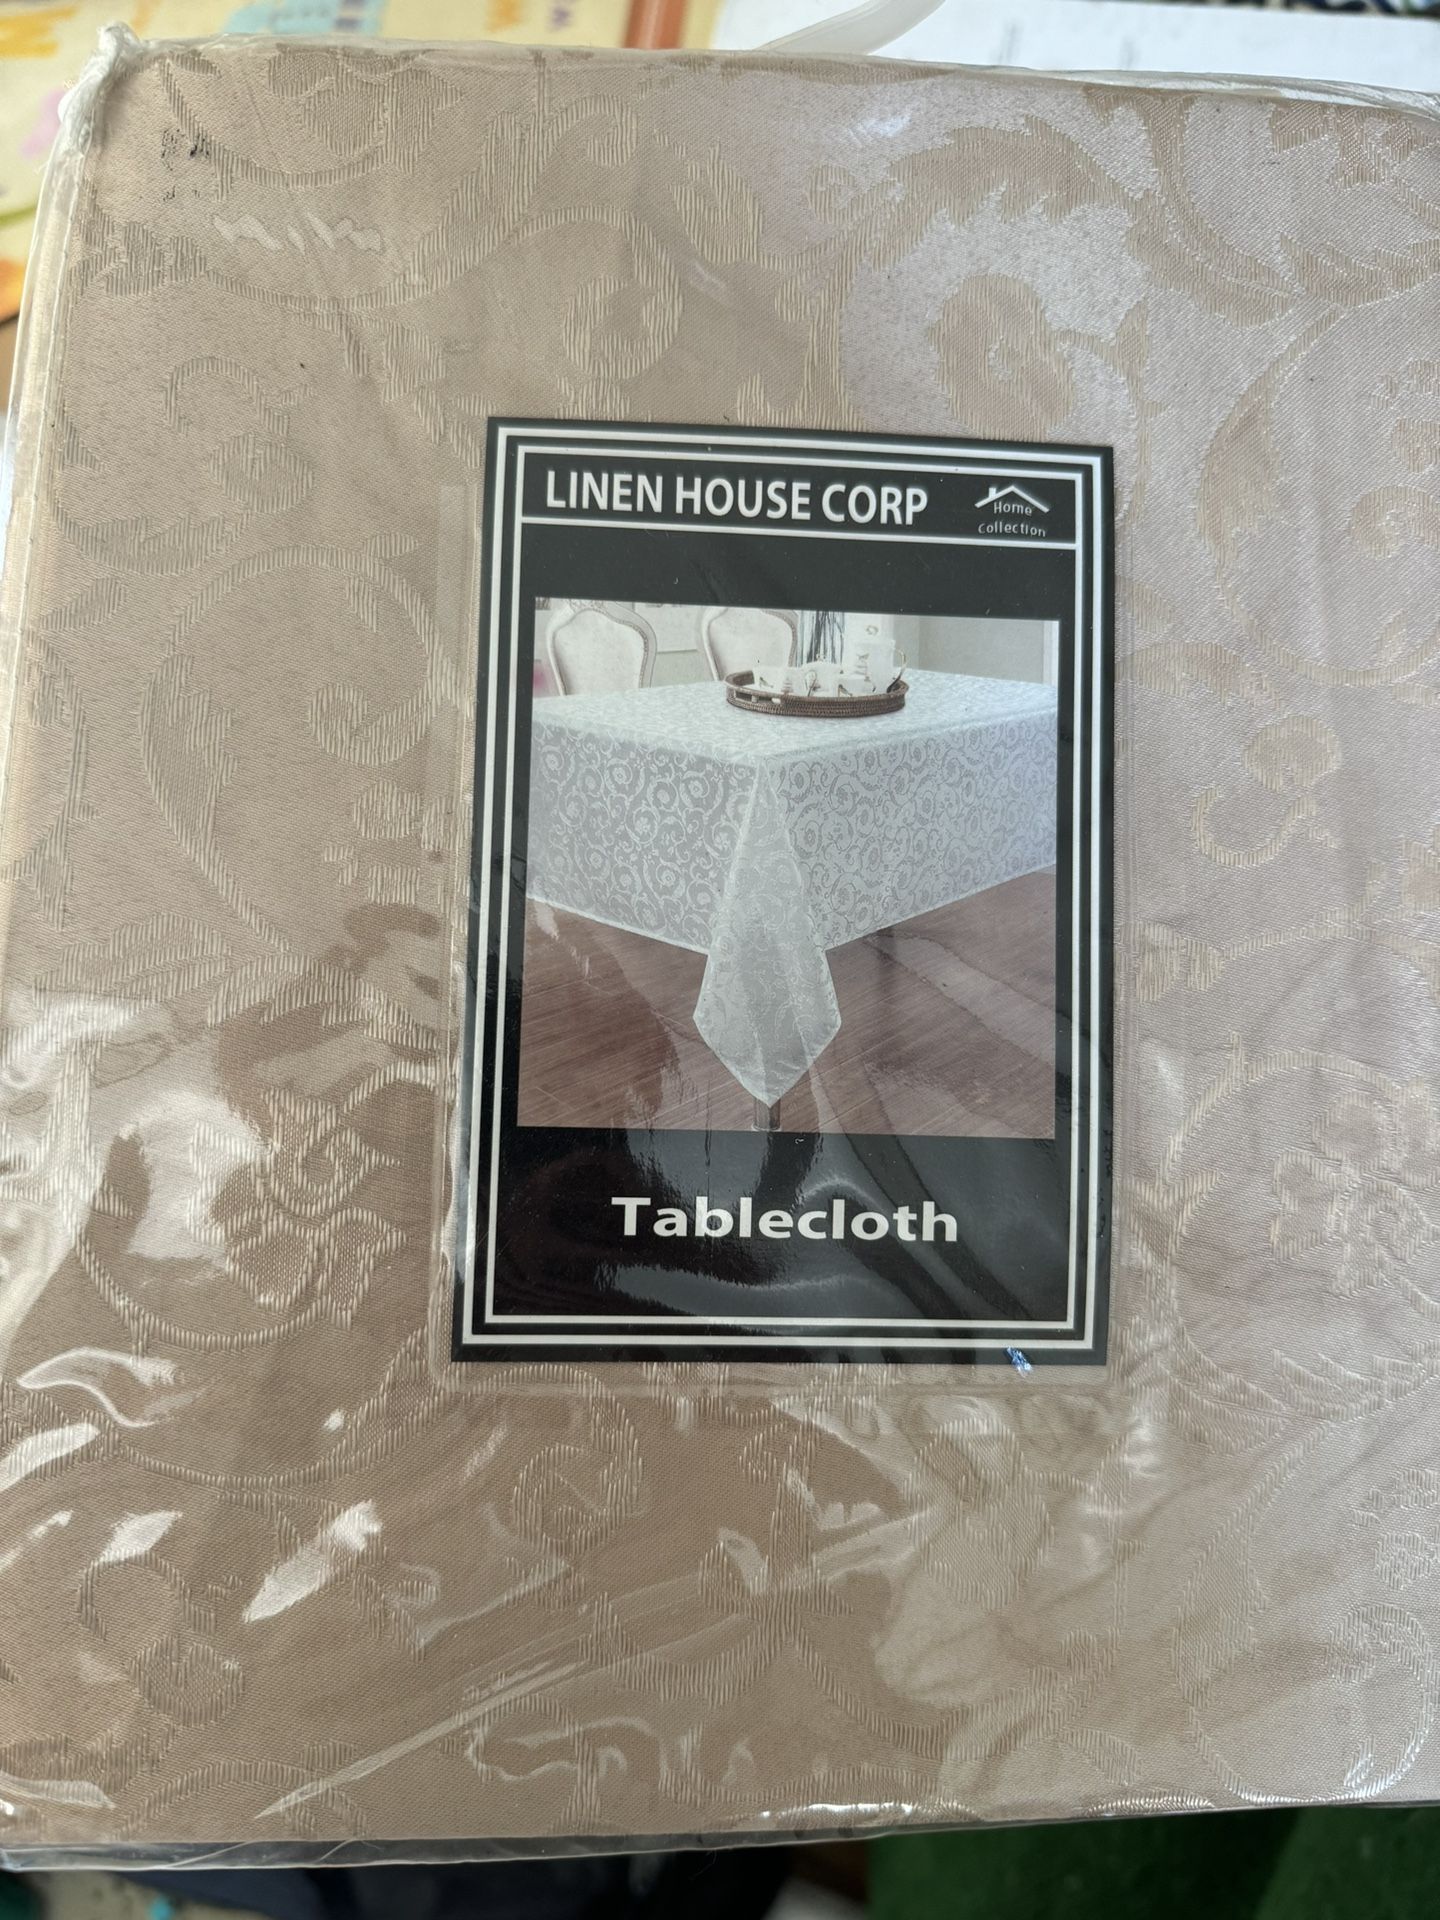 LINEN HOUSE CORP
Home
Collection
Tablecloth